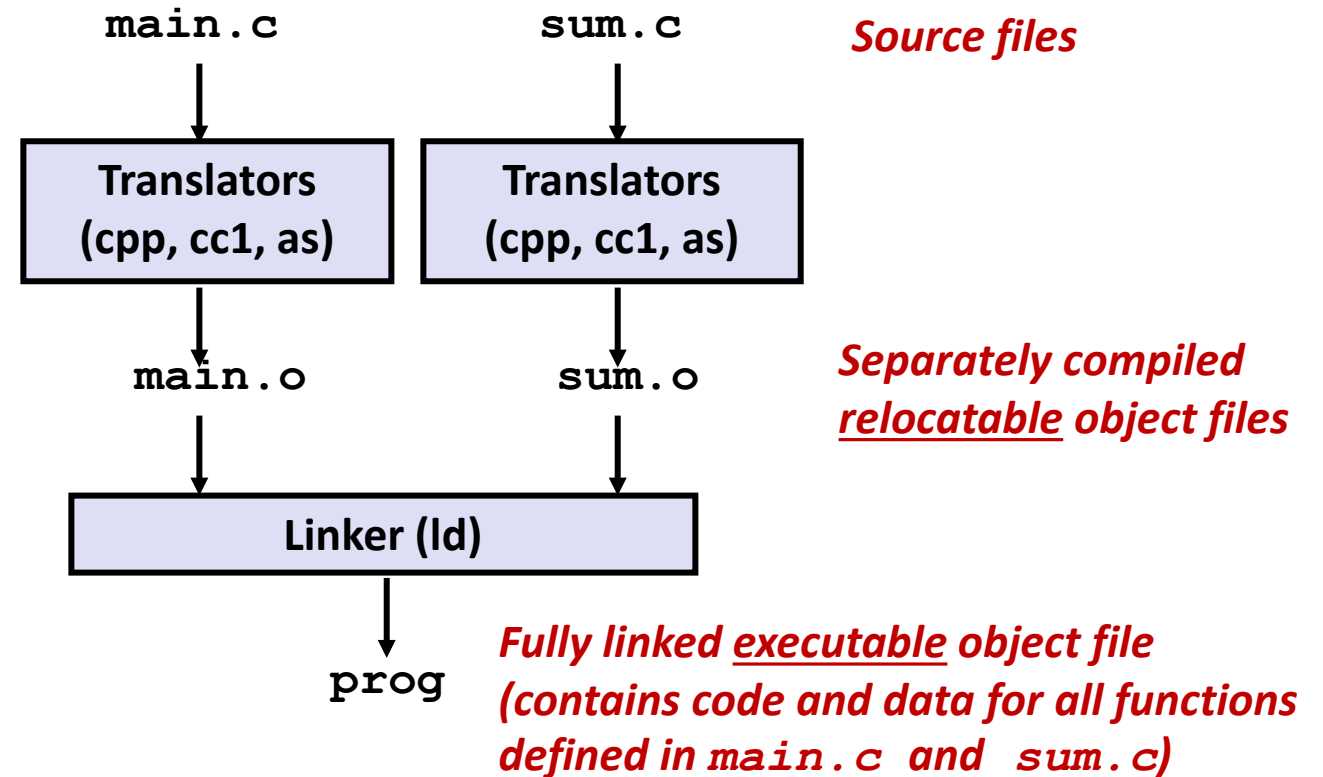 main.c
sum.c
Source files
Translators
(cpp, cc1, as)
Translators
(cpp, cc1, as)
main.o
sum.o
Separately compiled
relocatable object files
Linker (ld)
prog
Fully linked executable object file
(contains code and data for all functions
defined in main.c and sum.c)